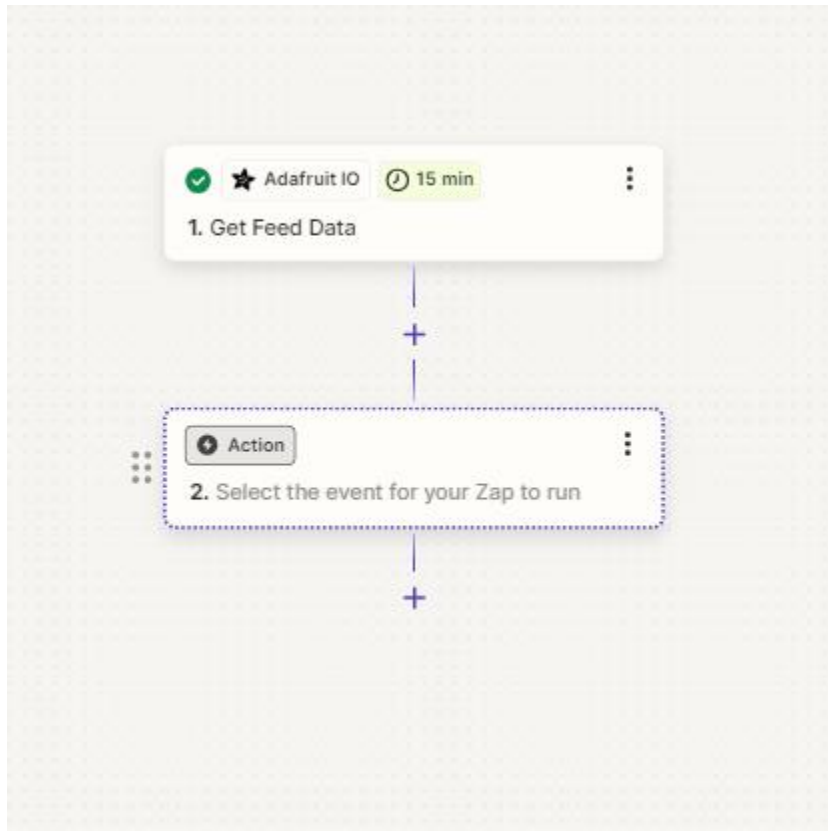 Adafruit IO 15 min
1. Get Feed Data
Action
2. Select the event for your Zap to run